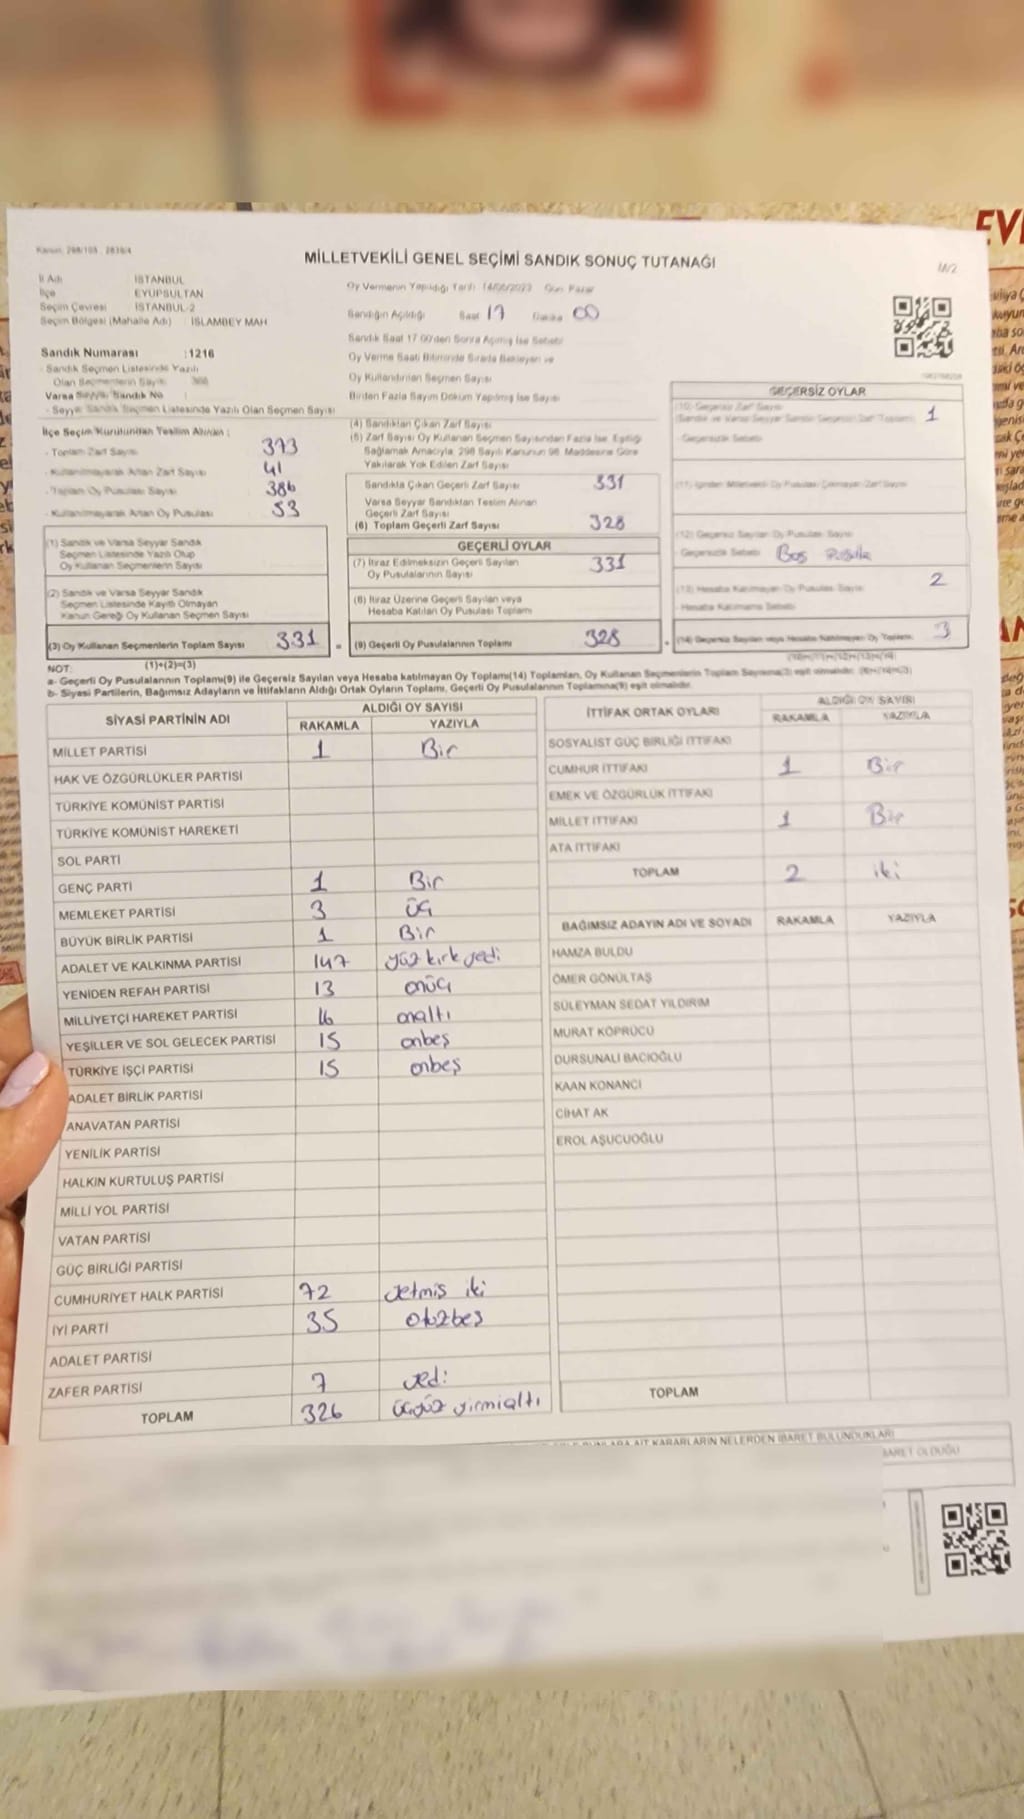 EV
Kanun: 298/105 , 2839/4
MİLLETVEKİLİ GENEL SEÇİMİ SANDIK SONUÇ TUTANAĞI
M/2
İl Adı İSTANBUL
İlçe EYÜPSULTAN
Seçim Çevresi İSTANBUL-2
Seçim Bölgesi (Mahalle Adı) : İSLAMBEY MAH
Sandık Numarası :1216
- Sandık Seçmen Listesinde Yazılı
Olan Seçmenlerin Sayısı
Varsa Seyyar Sandık No :
- Seyyar Sandık Seçmen Listesinde Yazılı Olan Seçmen Sayısı
Oy Vermenin Yapıldığı Tarih 14/05/2023 Gün: Pazar
Sandığın Açıldığı Saat 17 Dakika 00
Sandık Saat 17.00'den Sonra Açılmış İse Sebebi
Oy Verme Saati Bitiminde Sırada Bekleyen ve
Oy Kullandırılan Seçmen Sayısı
Birden Fazla Sayım Döküm Yapılmış İse Sayısı
İlçe Seçim Kurulundan Teslim Alınan ;
- Toplam Zarf Sayısı 373
- Kullanılmayarak Artan Zarf Sayısı 41
- Toplam Oy Pusulası Sayısı 386
- Kullanılmayarak Artan Oy Pusulası 53
(1) Sandık ve Varsa Seyyar Sandık
Seçmen Listesinde Yazılı Olup
Oy Kullanan Seçmenlerin Sayısı
(2) Sandık ve Varsa Seyyar Sandık
Seçmen Listesinde Kayıtlı Olmayan
Kanun Gereği Oy Kullanan Seçmen Sayısı
(3) Oy Kullanan Seçmenlerin Toplam Sayısı 331 =
(4) Sandıktan Çıkan Zarf Sayısı
(5) Zarf Sayısı Oy Kullanan Seçmen Sayısından Fazla İse, Eşitliği
Sağlamak Amacıyla, 298 Sayılı Kanunun 98. Maddesine Göre
Yakılarak Yok Edilen Zarf Sayısı
Sandıkta Çıkan Geçerli Zarf Sayısı 331
Varsa Seyyar Sandıktan Teslim Alınan
Geçerli Zarf Sayısı
(6) Toplam Geçerli Zarf Sayısı 328
GEÇERLİ OYLAR
(7) İtiraz Edilmeksizin Geçerli Sayılan
Oy Pusulalarının Sayısı 331
(8) İtiraz Üzerine Geçerli Sayılan veya
Hesaba Katılan Oy Pusulası Toplamı
(9) Geçerli Oy Pusulalarının Toplamı 328 +
GEÇERSİZ OYLAR
(10) Geçersiz Zarf Sayısı
(Sandık ve Varsa Seyyar Sandık Geçersiz Zarf Toplamı) 1
- Geçersizlik Sebebi
(11) İçinden Milletvekili Oy Pusulası Çıkmayan Zarf Sayısı
(12) Geçersiz Sayılan Oy Pusulası Sayısı
- Geçersizlik Sebebi Boş Pusula
(13) Hesaba Katılmayan Oy Pusulası Sayısı 2
- Hesaba Katılmama Sebebi
(14) Geçersiz Sayılan veya Hesaba Katılmayan Oy Toplamı 3
(10)+(11)+(12)+(13)=(14)
NOT: (1)+(2)=(3)
a- Geçerli Oy Pusulalarının Toplamı(9) ile Geçersiz Sayılan veya Hesaba katılmayan Oy Toplamı(14) Toplamları, Oy Kullanan Seçmenlerin Toplam Sayısına(3) eşit olmalıdır. (9)+(14)=(3)
b- Siyasi Partilerin, Bağımsız Adayların ve İttifakların Aldığı Ortak Oyların Toplamı, Geçerli Oy Pusulalarının Toplamına(9) eşit olmalıdır.
SİYASİ PARTİNİN ADI ALDIĞI OY SAYISI
RAKAMLA YAZIYLA
MİLLET PARTİSİ 1 Bir
HAK VE ÖZGÜRLÜKLER PARTİSİ
TÜRKİYE KOMÜNİST PARTİSİ
TÜRKİYE KOMÜNİST HAREKETİ
SOL PARTİ
GENÇ PARTİ 1 Bir
MEMLEKET PARTİSİ 3 üç
BÜYÜK BİRLİK PARTİSİ 1 Bir
ADALET VE KALKINMA PARTİSİ 147 yüz kırk yedi
YENİDEN REFAH PARTİSİ 13 onüç
MİLLİYETÇİ HAREKET PARTİSİ 16 onaltı
YEŞİLLER VE SOL GELECEK PARTİSİ 15 onbeş
TÜRKİYE İŞÇİ PARTİSİ 15 onbeş
ADALET BİRLİK PARTİSİ
ANAVATAN PARTİSİ
YENİLİK PARTİSİ
HALKIN KURTULUŞ PARTİSİ
MİLLİ YOL PARTİSİ
VATAN PARTİSİ
GÜÇ BİRLİĞİ PARTİSİ
CUMHURİYET HALK PARTİSİ 72 yetmiş iki
İYİ PARTİ 35 otuzbeş
ADALET PARTİSİ
ZAFER PARTİSİ 7 yedi
TOPLAM 326 üçyüz yirmialtı
İTTİFAK ORTAK OYLARI ALDIĞI OY SAYISI
RAKAMLA YAZIYLA
SOSYALİST GÜÇ BİRLİĞİ İTTİFAKI
CUMHUR İTTİFAKI 1 Bir
EMEK VE ÖZGÜRLÜK İTTİFAKI
MİLLET İTTİFAKI 1 Bir
ATA İTTİFAKI
TOPLAM 2 iki
BAĞIMSIZ ADAYIN ADI VE SOYADI RAKAMLA YAZIYLA
HAMZA BULDU
ÖMER GÖNÜLTAŞ
SÜLEYMAN SEDAT YILDIRIM
MURAT KÖPRÜCÜ
DURSUNALİ BACIOĞLU
KAAN KONANCİ
CİHAT AK
EROL AŞUCUOĞLU
TOPLAM
AİT KARARLARIN NELERDEN İBARET BULUNDUKLARI
İBARET OLDUĞU